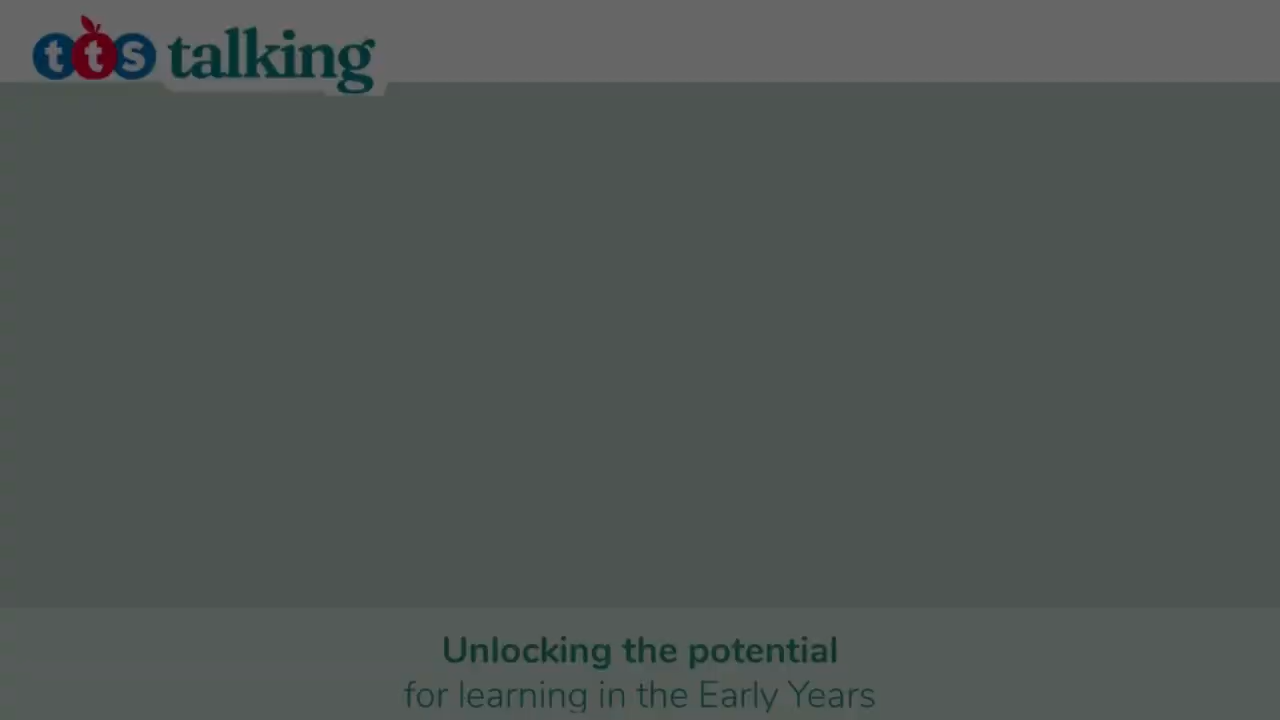 tts talking
Unlocking the potential
for learning in the Early Years